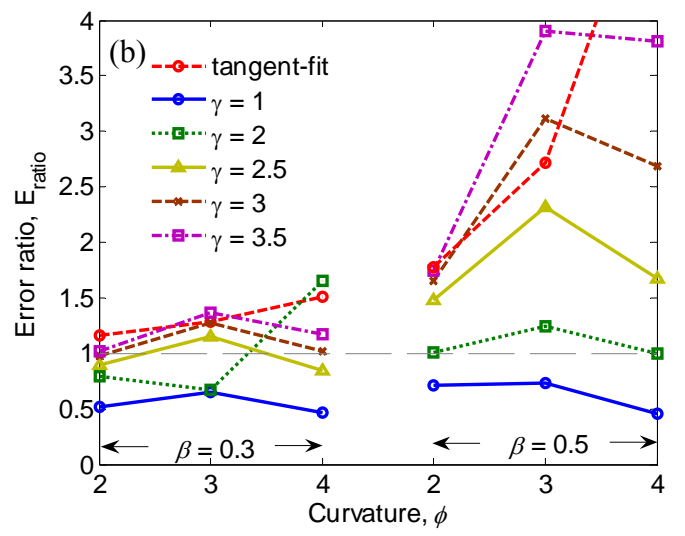 (b)
tangent-fit
γ = 1
γ = 2
γ = 2.5
γ = 3
γ = 3.5
Error ratio, E_ratio
4
3.5
3
2.5
2
1.5
1
0.5
0
β = 0.3
β = 0.5
2 3 4 2 3 4
Curvature, ϕ